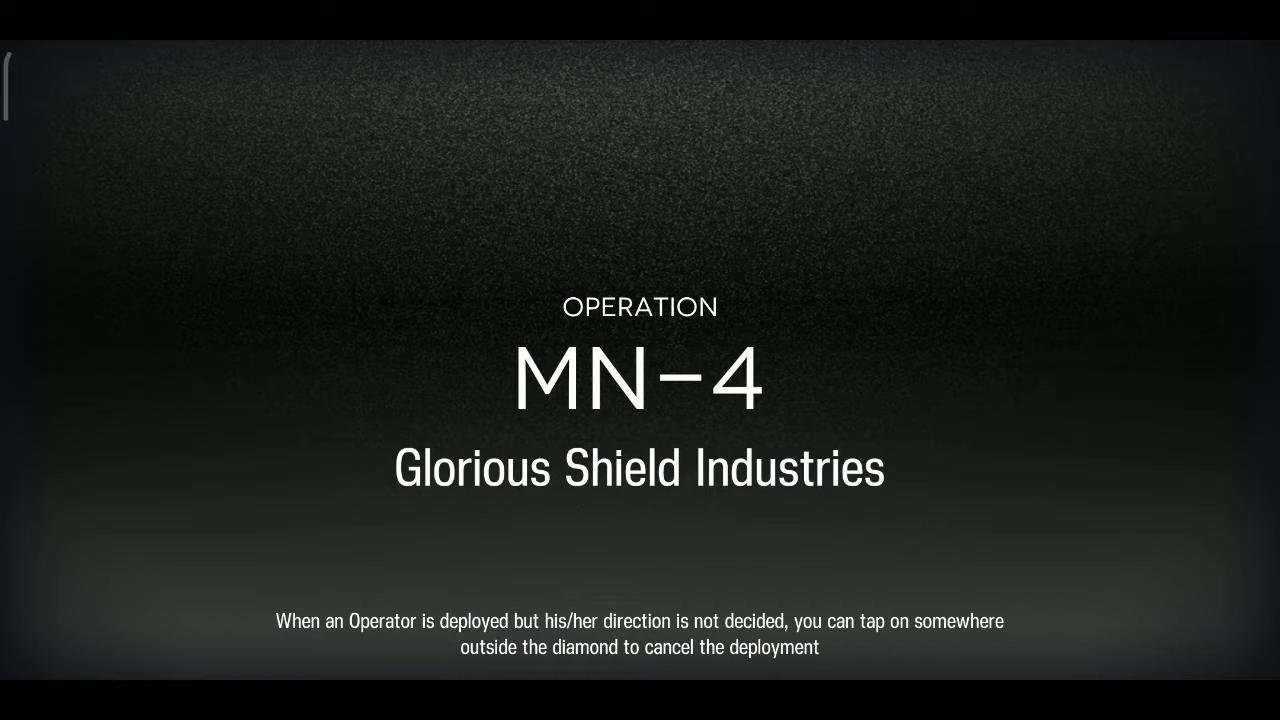 OPERATION
MN-4
Glorious Shield Industries
When an Operator is deployed but his/her direction is not decided, you can tap on somewhere
outside the diamond to cancel the deployment